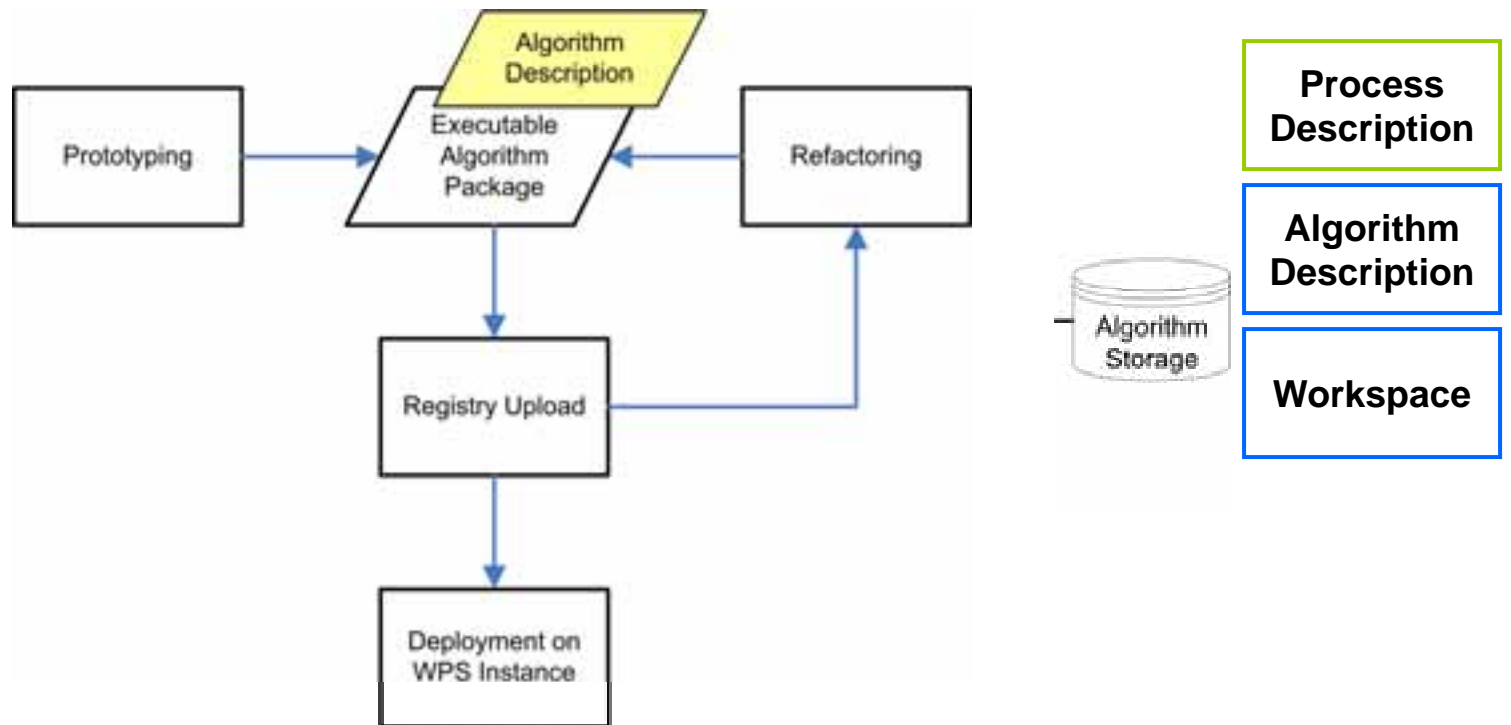 Algorithm
Description
Prototyping
Executable
Algorithm
Package
Refactoring
Registry Upload
Deployment on
WPS Instance
Algorithm
Storage
Process
Description
Algorithm
Description
Workspace